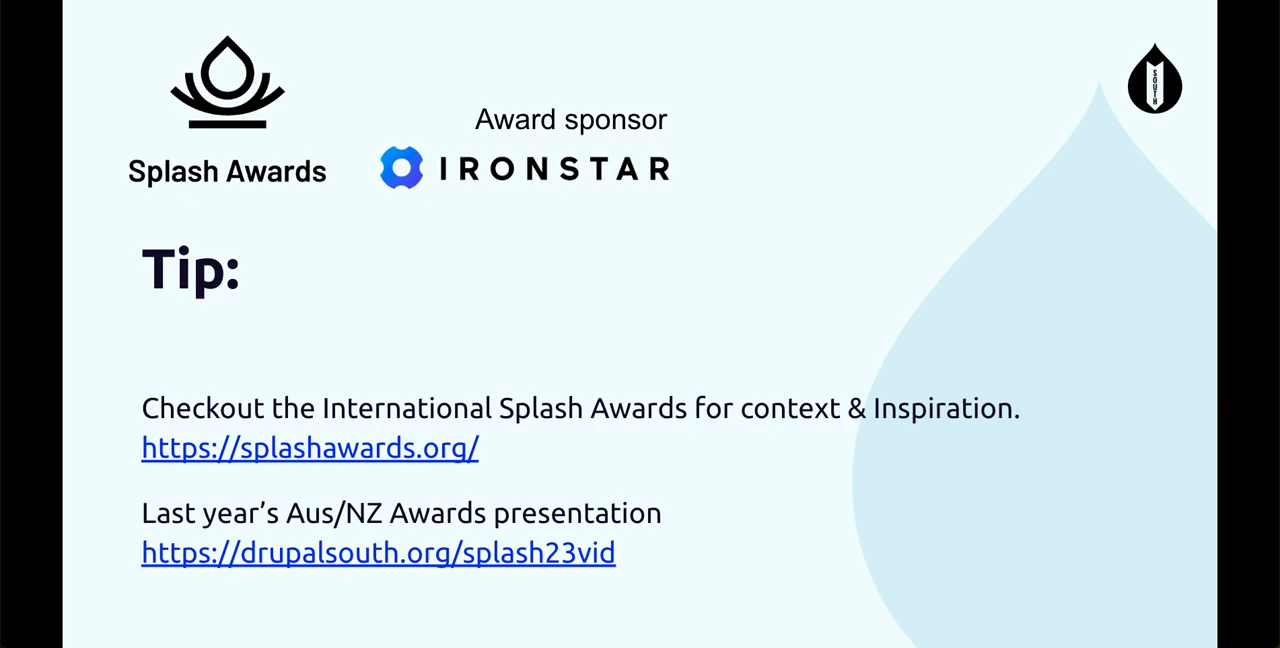 SOUTH
Award sponsor
Splash Awards
IRONSTAR
Tip:
Checkout the International Splash Awards for context & Inspiration.
https://splashawards.org/
Last year’s Aus/NZ Awards presentation
https://drupalsouth.org/splash23vid